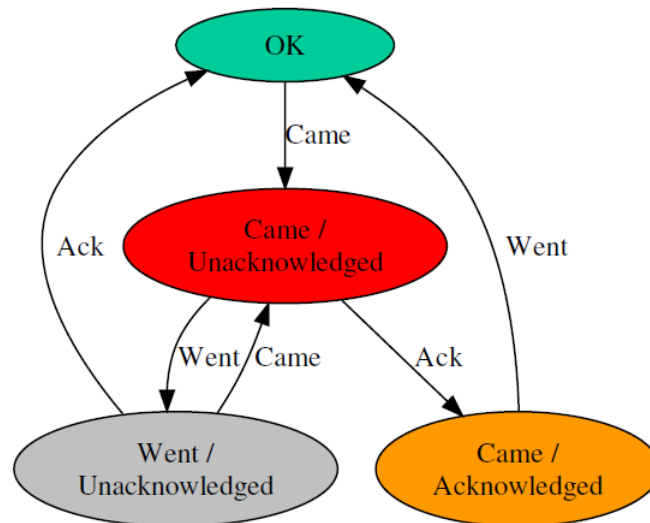 OK
Came
Came /
Unacknowledged
Ack
Went
Went
Came
Ack
Went /
Unacknowledged
Came /
Acknowledged